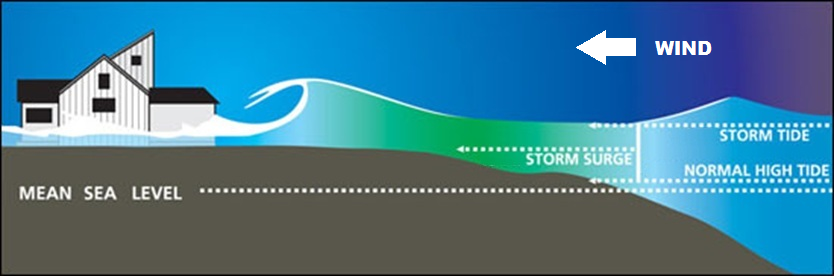 WIND
STORM TIDE
STORM SURGE
NORMAL HIGH TIDE
MEAN SEA LEVEL